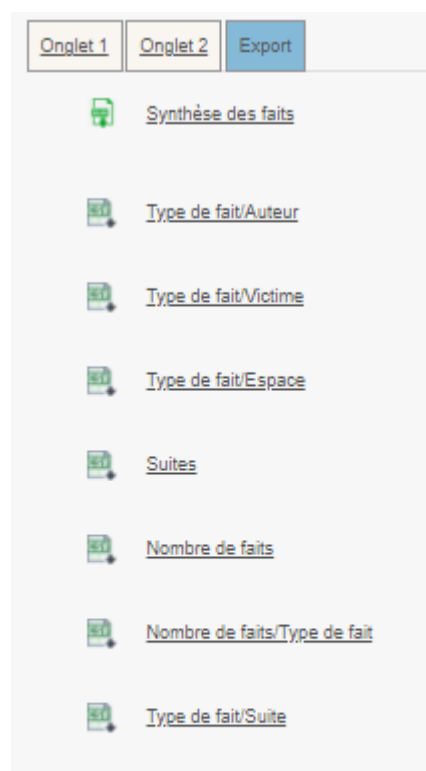 Onglet 1 Onglet 2 Export
Synthèse des faits
Type de fait/Auteur
Type de fait/Victime
Type de fait/Espace
Suites
Nombre de faits
Nombre de faits/Type de fait
Type de fait/Suite